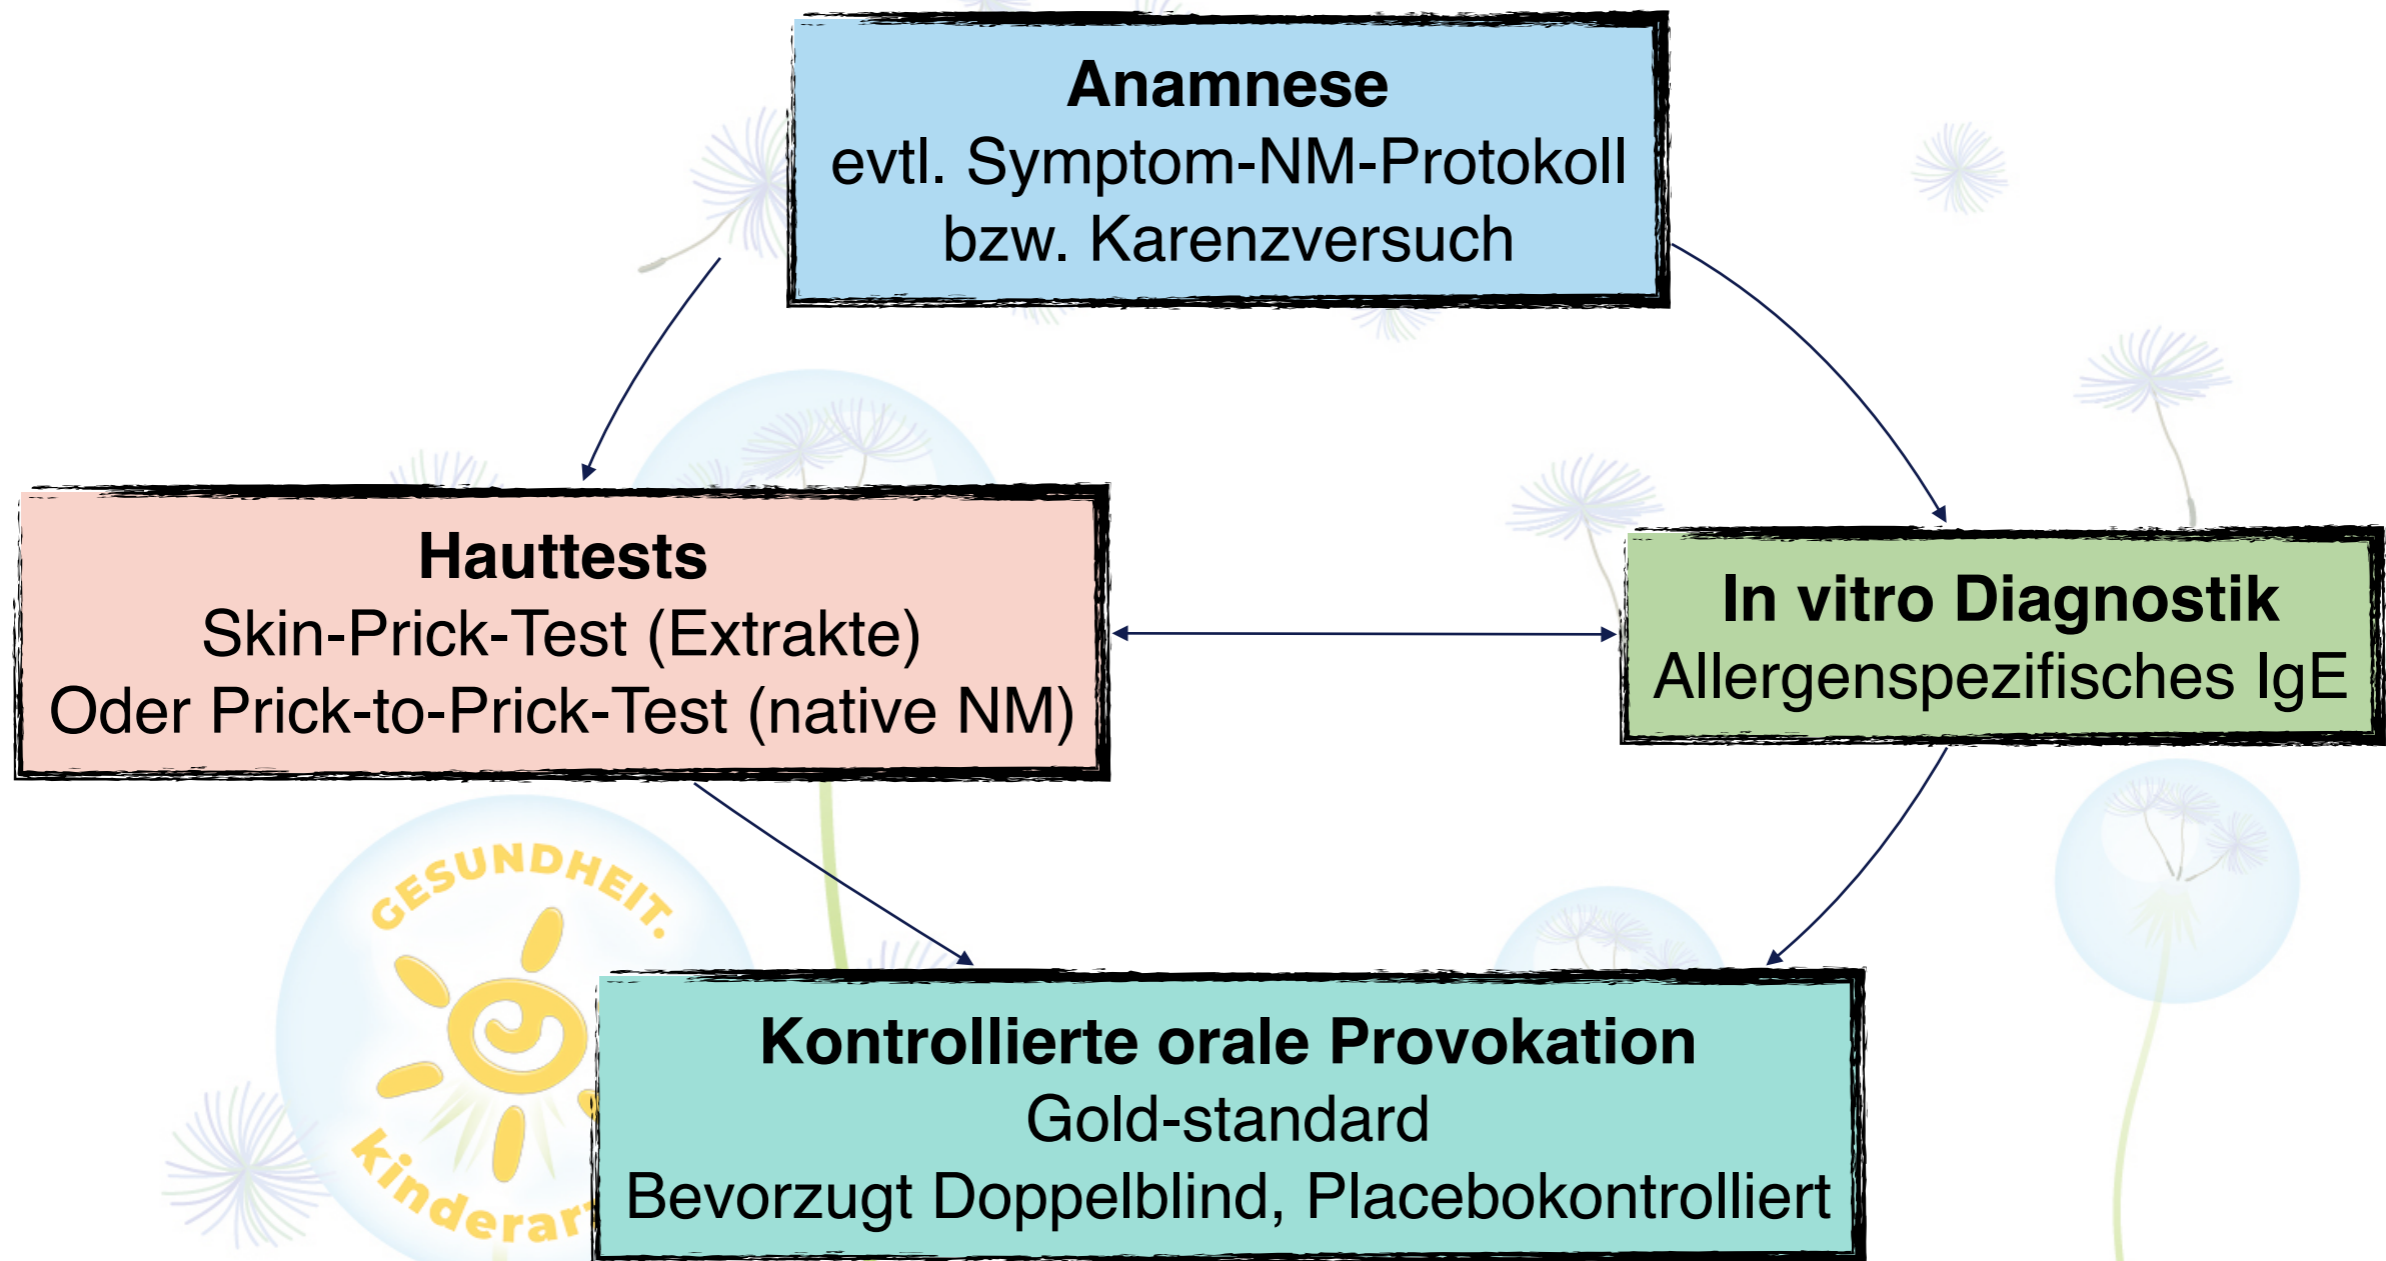 Anamnese
evtl. Symptom-NM-Protokoll
bzw. Karenzversuch
Hauttests
Skin-Prick-Test (Extrakte)
Oder Prick-to-Prick-Test (native NM)
In vitro Diagnostik
Allergenspezifisches IgE
GESUNDHEIT.
Kontrollierte orale Provokation
Gold-standard
Bevorzugt Doppelblind, Placebokontrolliert